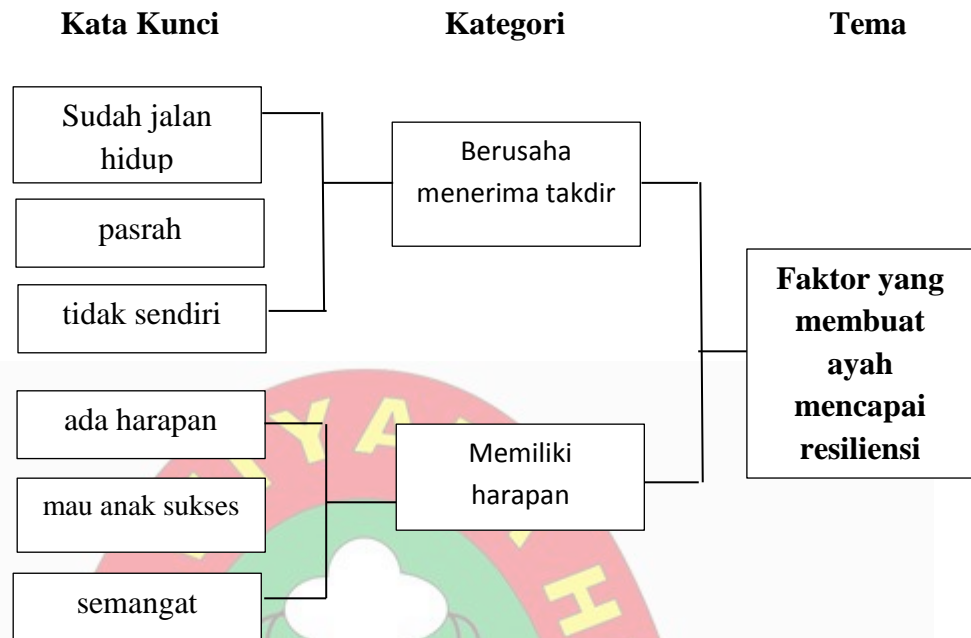 Kata Kunci
Kategori
Tema
Sudah jalan
hidup
pasrah
tidak sendiri
ada harapan
mau anak sukses
semangat
Berusaha
menerima takdir
Memiliki
harapan
Faktor yang
membuat
ayah
mencapai
resiliensi